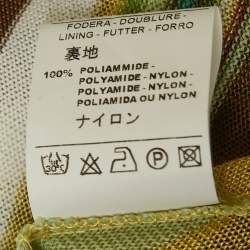 FODERA - DOUBLURE -
LINING - FUTTER - FORRO
裏地
100% POLIAMMIDE -
POLYAMIDE - NYLON -
POLYAMIDE - NYLON -
POLIAMIDA OU NYLON
ナイロン
30°C
P